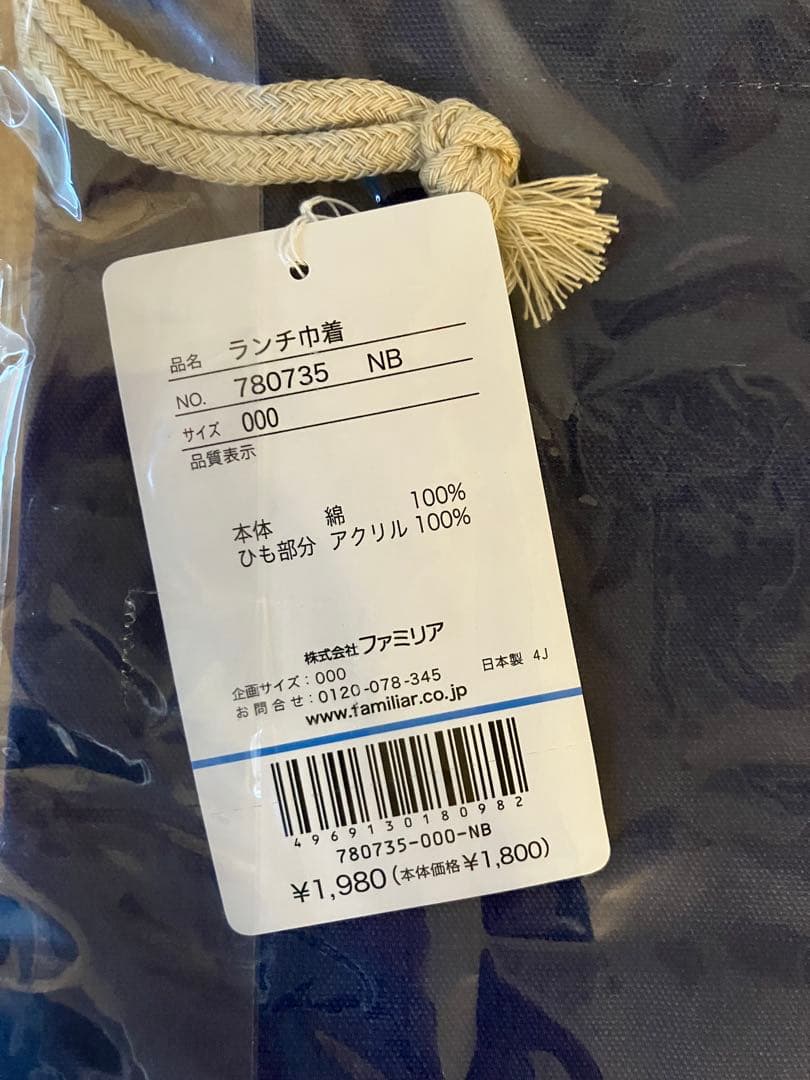 品名 ランチ巾着
NO. 780735 NB
サイズ 000
品質表示
本体 綿 100%
ひも部分 アクリル 100%
株式会社ファミリア
企画サイズ：000
お問合せ：0120-078-345 日本製 4J
www.familiar.co.jp
4969130180982
780735-000-NB
¥1,980(本体価格¥1,800)